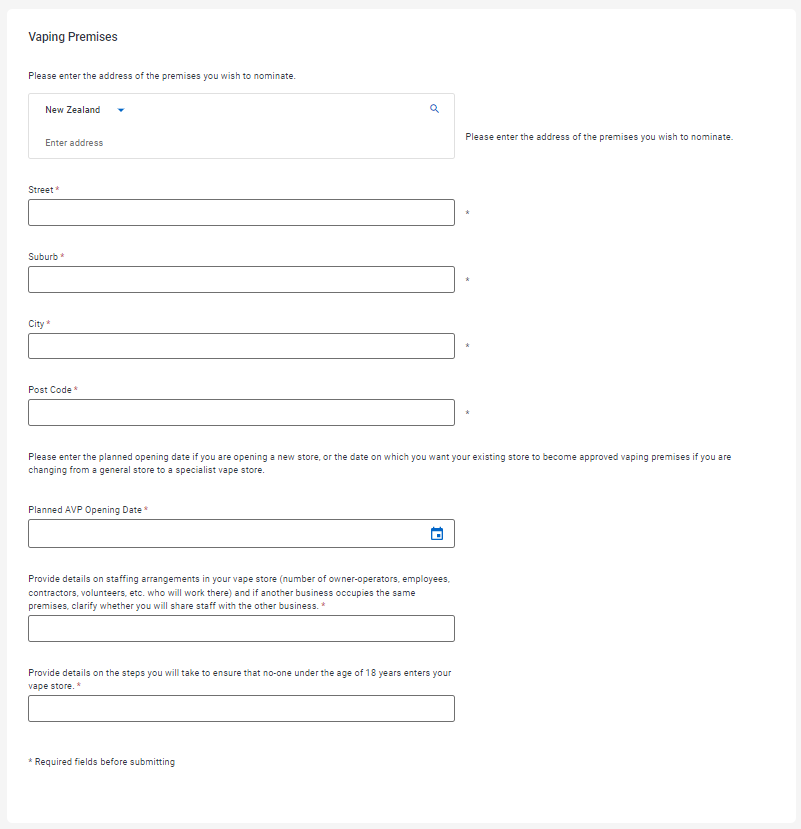 Vaping Premises
Please enter the address of the premises you wish to nominate.
New Zealand
Enter address
Please enter the address of the premises you wish to nominate.
Street *
*
Suburb *
*
City *
*
Post Code *
*
Please enter the planned opening date if you are opening a new store, or the date on which you want your existing store to become approved vaping premises if you are
changing from a general store to a specialist vape store.
Planned AVP Opening Date *
Provide details on staffing arrangements in your vape store (number of owner-operators, employees,
contractors, volunteers, etc. who will work there) and if another business occupies the same
premises, clarify whether you will share staff with the other business. *
Provide details on the steps you will take to ensure that no-one under the age of 18 years enters your
vape store. *
* Required fields before submitting